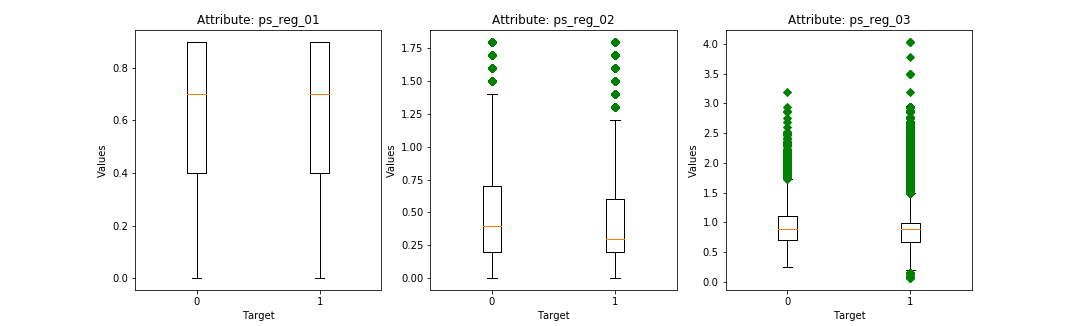 Attribute: ps_reg_01
Values
0.8
0.6
0.4
0.2
0.0
0 1
Target
Attribute: ps_reg_02
Values
1.75
1.50
1.25
1.00
0.75
0.50
0.25
0.00
0 1
Target
Attribute: ps_reg_03
Values
4.0
3.5
3.0
2.5
2.0
1.5
1.0
0.5
0.0
0 1
Target